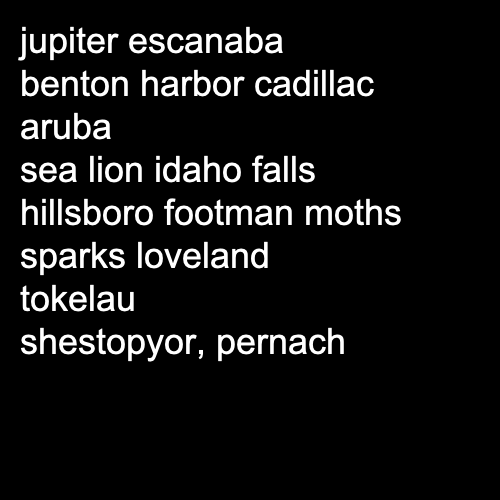 jupiter escanaba
benton harbor cadillac
aruba
sea lion idaho falls
hillsboro footman moths
sparks loveland
tokelau
shestopyor, pernach